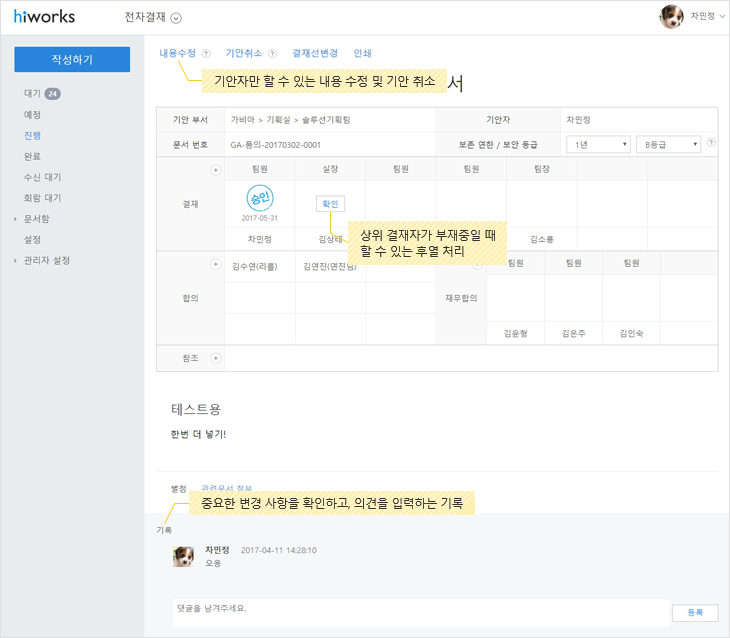 hiworks
전자결재
차민정
작성하기
대기 24
예정
진행
완료
수신 대기
회람 대기
문서함
설정
관리자 설정
내용수정 ? 기안취소 ? 결재선변경 인쇄
기안자만 할 수 있는 내용 수정 및 기안 취소
서
기안 부서 가비아 > 기획실 > 솔루션기획팀 기안자 차민정
문서 번호 GA-품의-20170302-0001 보존 연한 / 보안 등급 1년 B등급 ?
결재 + 팀원 실장 팀원 팀원 팀장
승인 확인
2017-05-31
차민정 김상태 김소룡
상위 결재자가 부재중일 때
할 수 있는 후열 처리
합의 + 김수연(리틀) 김연진(연진님) 재무합의 팀원 팀원 팀원
김윤형 김은주 김인숙
참조 +
테스트용
한번 더 넣기!
별첨 관련문서 첨부
중요한 변경 사항을 확인하고, 의견을 입력하는 기록
기록
차민정 2017-04-11 14:28:10
오옹
댓글을 남겨주세요.
등록